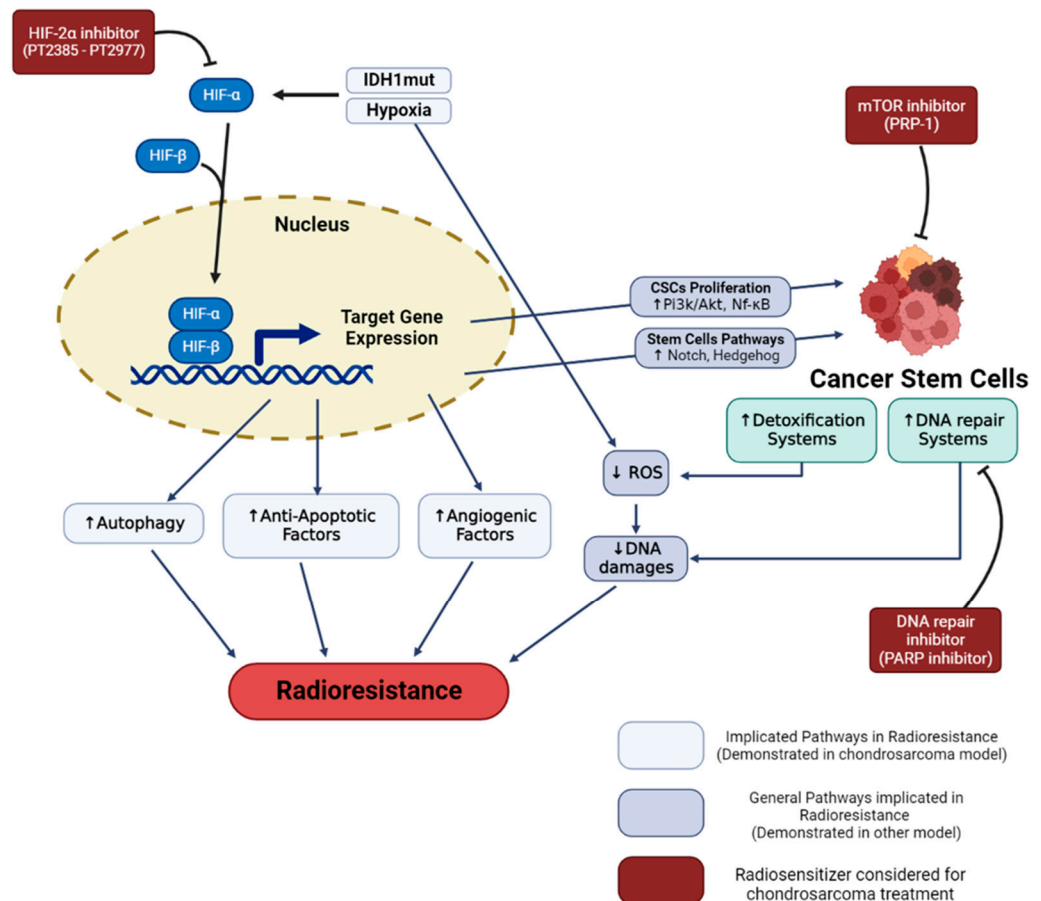 HIF-2α inhibitor
(PT2385 - PT2977)
HIF-α
IDH1mut
Hypoxia
HIF-β
mTOR inhibitor
(PRP-1)
Nucleus
HIF-α
HIF-β
Target Gene
Expression
CSCs Proliferation
↑Pi3k/Akt, Nf-κB
Stem Cells Pathways
↑ Notch, Hedgehog
Cancer Stem Cells
↑Detoxification
Systems
↑DNA repair
Systems
↓ ROS
↑Autophagy
↑Anti-Apoptotic
Factors
↑Angiogenic
Factors
↓DNA
damages
DNA repair
inhibitor
(PARP inhibitor)
Radioresistance
Implicated Pathways in Radioresistance
(Demonstrated in chondrosarcoma model)
General Pathways implicated in
Radioresistance
(Demonstrated in other model)
Radiosensitizer considered for
chondrosarcoma treatment